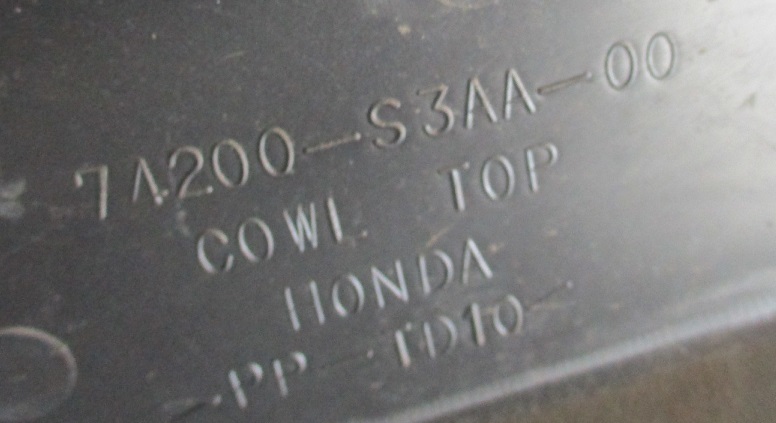 74200-S3AA-00
COWL TOP
HONDA
-PP-TD10-